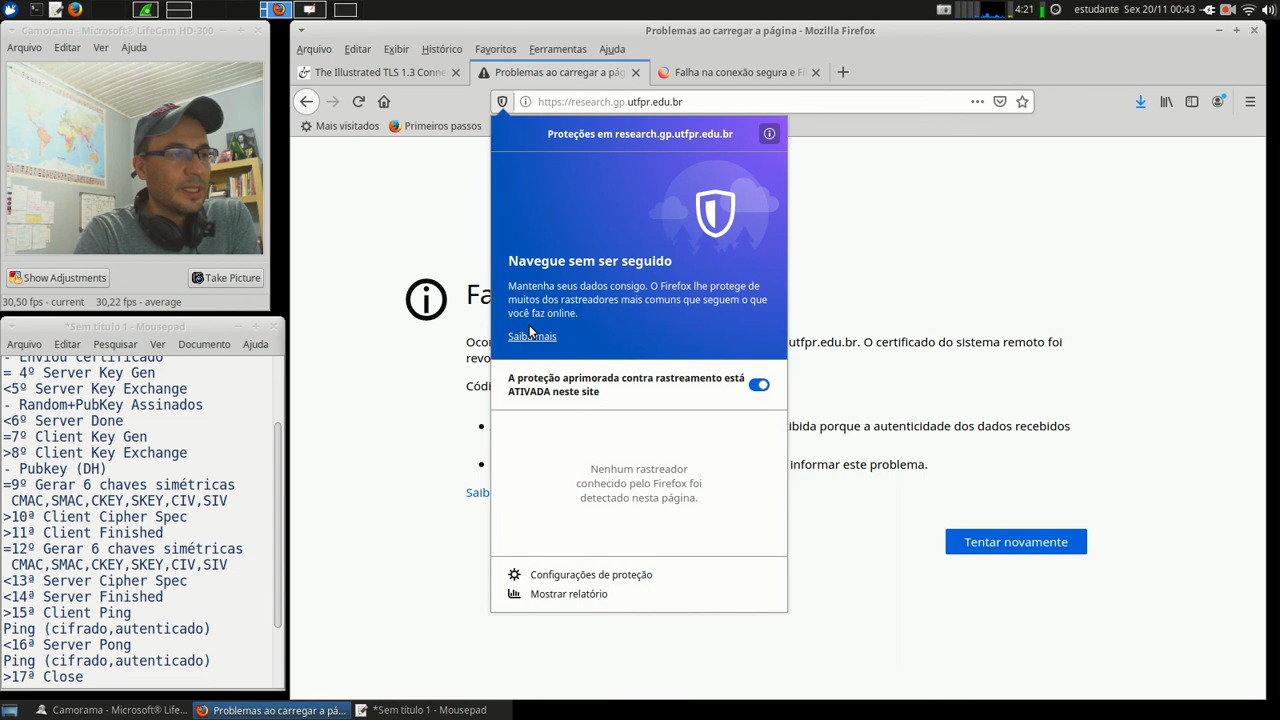 4:21
estudante
Sex 20/11 00:43
Camorama - Microsoft® LifeCam HD-300
Arquivo Editar Ver Ajuda
Show Adjustments
Take Picture
30,50 fps - current 30,22 fps - average
*Sem título 1 - Mousepad
Arquivo Editar Pesquisar Ver Documento Ajuda
- Enviou Certificado
= 4º Server Key Gen
<5º Server Key Exchange
- Random+PubKey Assinados
<6º Server Done
=7º Client Key Gen
>8º Client Key Exchange
- Pubkey (DH)
=9º Gerar 6 chaves simétricas
CMAC,SMAC,CKEY,SKEY,CIV,SIV
>10ª Client Cipher Spec
>11ª Client Finished
=12º Gerar 6 chaves simétricas
CMAC,SMAC,CKEY,SKEY,CIV,SIV
<13ª Server Cipher Spec
<14ª Server Finished
>15ª Client Ping
Ping (cifrado,autenticado)
<16ª Server Pong
Ping (cifrado,autenticado)
>17ª Close
Problemas ao carregar a página - Mozilla Firefox
Arquivo Editar Exibir Histórico Favoritos Ferramentas Ajuda
The Illustrated TLS 1.3 Conne
Problemas ao carregar a pág
Falha na conexão segura e Fi
https://research.gp.utfpr.edu.br
Mais visitados
Primeiros passos
Proteções em research.gp.utfpr.edu.br
Navegue sem ser seguido
Mantenha seus dados consigo. O Firefox lhe protege de
muitos dos rastreadores mais comuns que seguem o que
você faz online.
Saiba mais
A proteção aprimorada contra rastreamento está
ATIVADA neste site
Nenhum rastreador
conhecido pelo Firefox foi
detectado nesta página.
Configurações de proteção
Mostrar relatório
Fa
Ocor
utfpr.edu.br. O certificado do sistema remoto foi
revo
Códi
ibida porque a autenticidade dos dados recebidos
informar este problema.
Saib
Tentar novamente
Camorama - Microsoft® LifeC...
Problemas ao carregar a pá...
*Sem título 1 - Mousepad